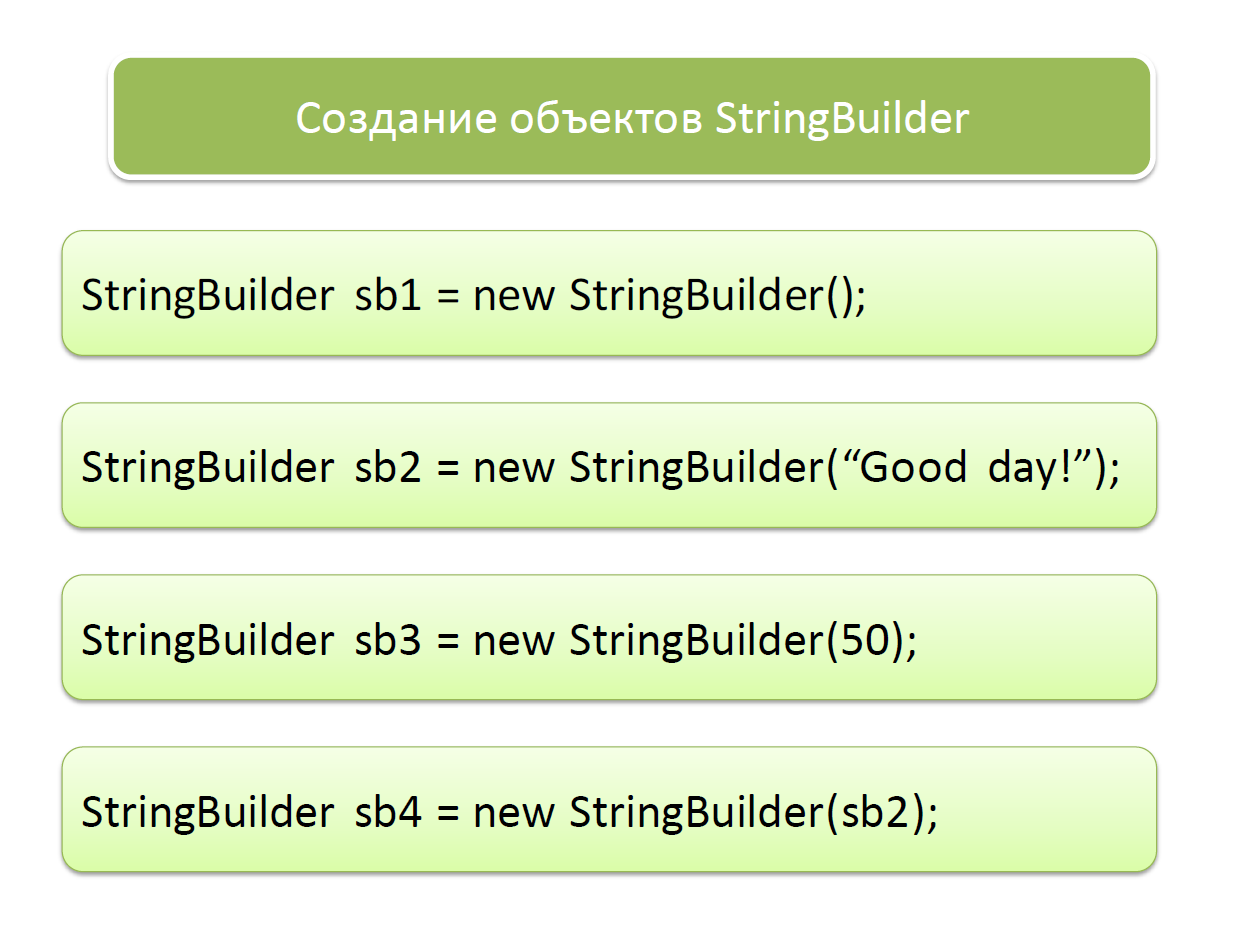 Создание объектов StringBuilder
StringBuilder sb1 = new StringBuilder();
StringBuilder sb2 = new StringBuilder(“Good day!”);
StringBuilder sb3 = new StringBuilder(50);
StringBuilder sb4 = new StringBuilder(sb2);